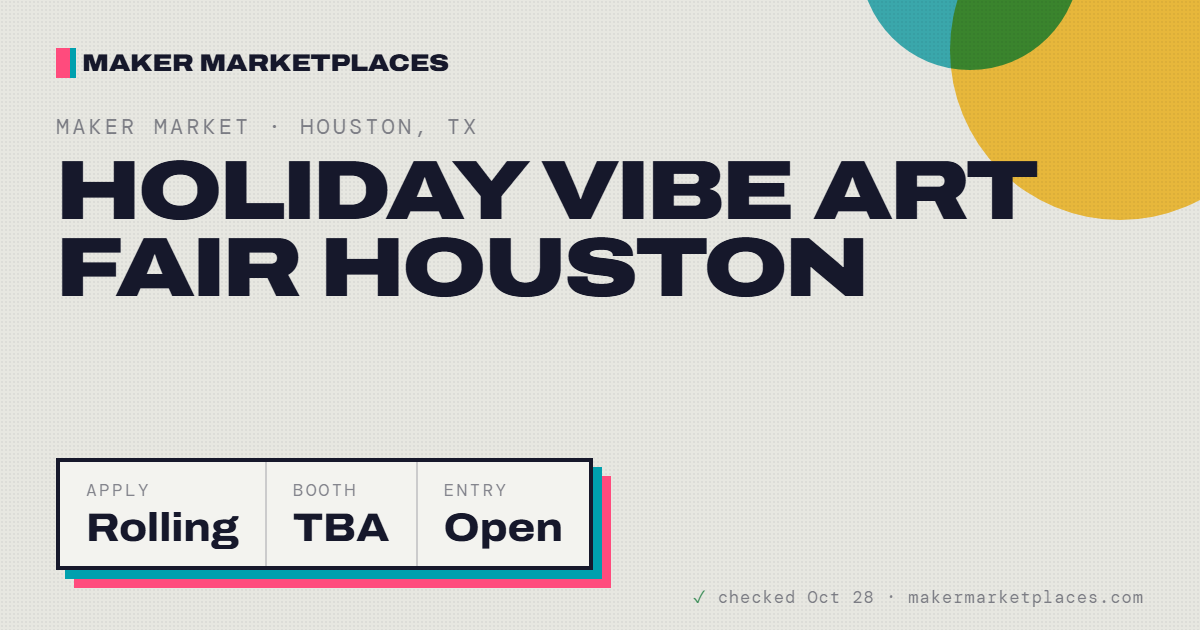 MAKER MARKETPLACES
MAKER MARKET · HOUSTON, TX
HOLIDAY VIBE ART
FAIR HOUSTON
APPLY BOOTH ENTRY
Rolling TBA Open
✓ checked Oct 28 · makermarketplaces.com